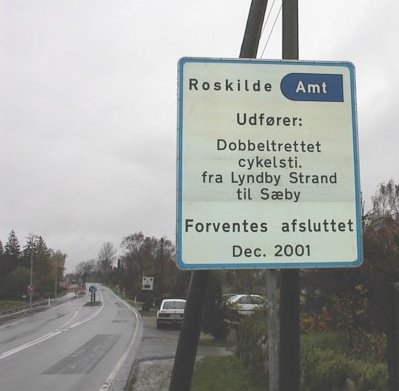 Roskilde Amt
Udfører:
Dobbeltrettet
cykelsti.
fra Lyndby Strand
til Sæby
Forventes afsluttet
Dec. 2001